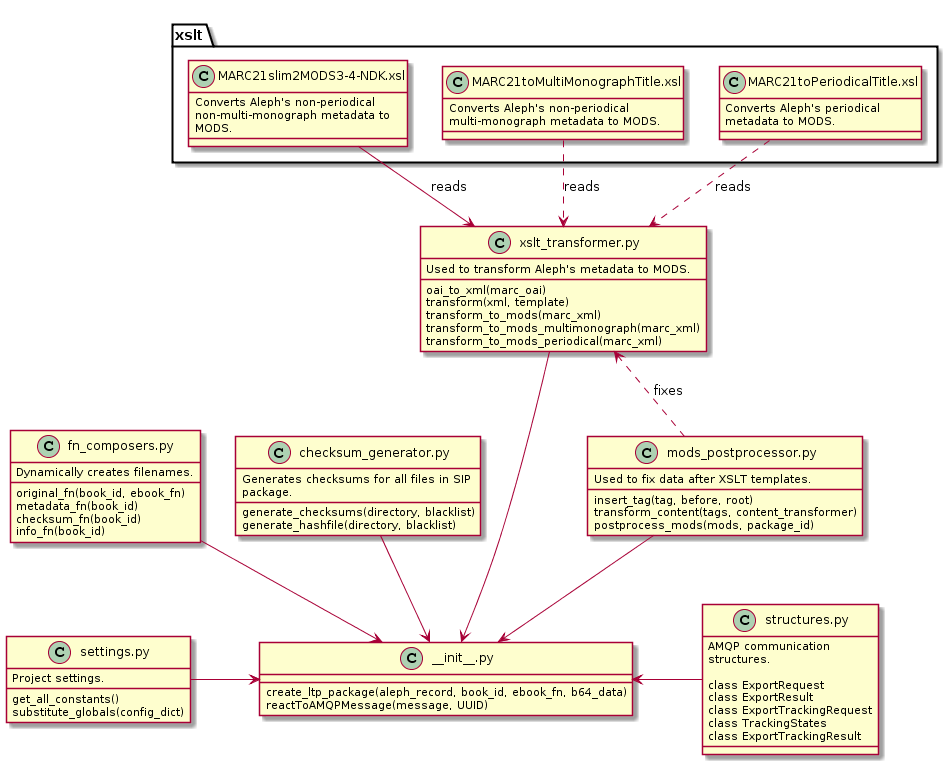 xslt
C MARC21slim2MODS3-4-NDK.xsl
Converts Aleph's non-periodical
non-multi-monograph metadata to
MODS.
C MARC21toMultiMonographTitle.xsl
Converts Aleph's non-periodical
multi-monograph metadata to MODS.
C MARC21toPeriodicalTitle.xsl
Converts Aleph's periodical
metadata to MODS.
reads
reads
reads
C xslt_transformer.py
Used to transform Aleph's metadata to MODS.
oai_to_xml(marc_oai)
transform(xml, template)
transform_to_mods(marc_xml)
transform_to_mods_multimonograph(marc_xml)
transform_to_mods_periodical(marc_xml)
fixes
C fn_composers.py
Dynamically creates filenames.
original_fn(book_id, ebook_fn)
metadata_fn(book_id)
checksum_fn(book_id)
info_fn(book_id)
C checksum_generator.py
Generates checksums for all files in SIP
package.
generate_checksums(directory, blacklist)
generate_hashfile(directory, blacklist)
C mods_postprocessor.py
Used to fix data after XSLT templates.
insert_tag(tag, before, root)
transform_content(tags, content_transformer)
postprocess_mods(mods, package_id)
C settings.py
Project settings.
get_all_constants()
substitute_globals(config_dict)
C __init__.py
create_ltp_package(aleph_record, book_id, ebook_fn, b64_data)
reactToAMQPMessage(message, UUID)
C structures.py
AMQP communication
structures.
class ExportRequest
class ExportResult
class ExportTrackingRequest
class TrackingStates
class ExportTrackingResult